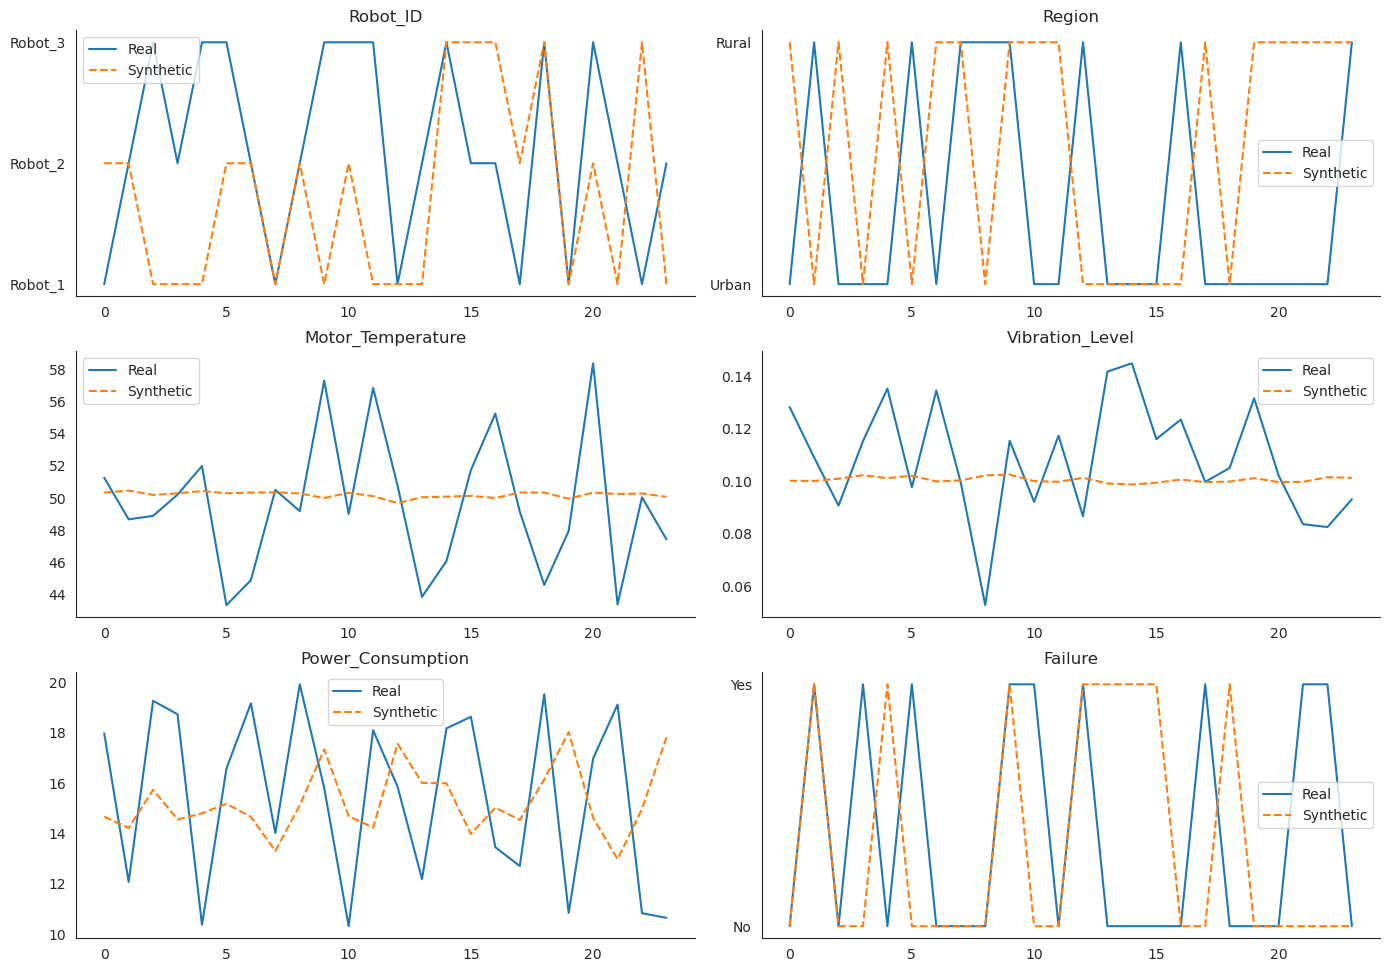 Robot_ID
Robot_3
Robot_2
Robot_1
Real
Synthetic
0 5 10 15 20
Region
Rural
Urban
Real
Synthetic
0 5 10 15 20
Motor_Temperature
58
56
54
52
50
48
46
44
Real
Synthetic
0 5 10 15 20
Vibration_Level
0.14
0.12
0.10
0.08
0.06
Real
Synthetic
0 5 10 15 20
Power_Consumption
20
18
16
14
12
10
Real
Synthetic
0 5 10 15 20
Failure
Yes
No
Real
Synthetic
0 5 10 15 20